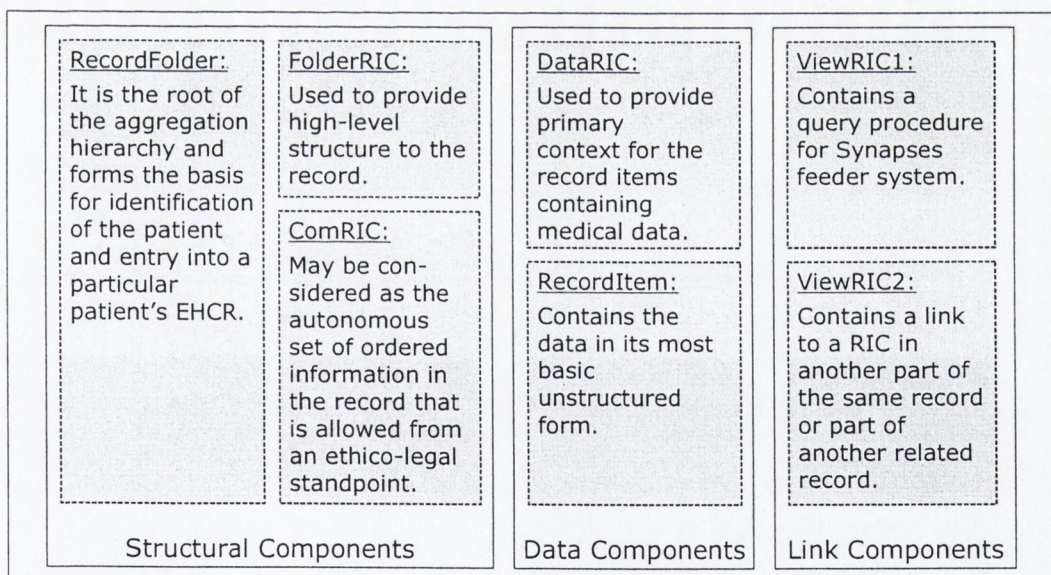 RecordFolder:
It is the root of
the aggregation
hierarchy and
forms the basis
for identification
of the patient
and entry into a
particular
patient's EHCR.
FolderRIC:
Used to provide
high-level
structure to the
record.
ComRIC:
May be con-
sidered as the
autonomous
set of ordered
information in
the record that
is allowed from
an ethico-legal
standpoint.
Structural Components
DataRIC:
Used to provide
primary
context for the
record items
containing
medical data.
RecordItem:
Contains the
data in its most
basic
unstructured
form.
Data Components
ViewRIC1:
Contains a
query procedure
for Synapses
feeder system.
ViewRIC2:
Contains a link
to a RIC in
another part of
the same record
or part of
another related
record.
Link Components